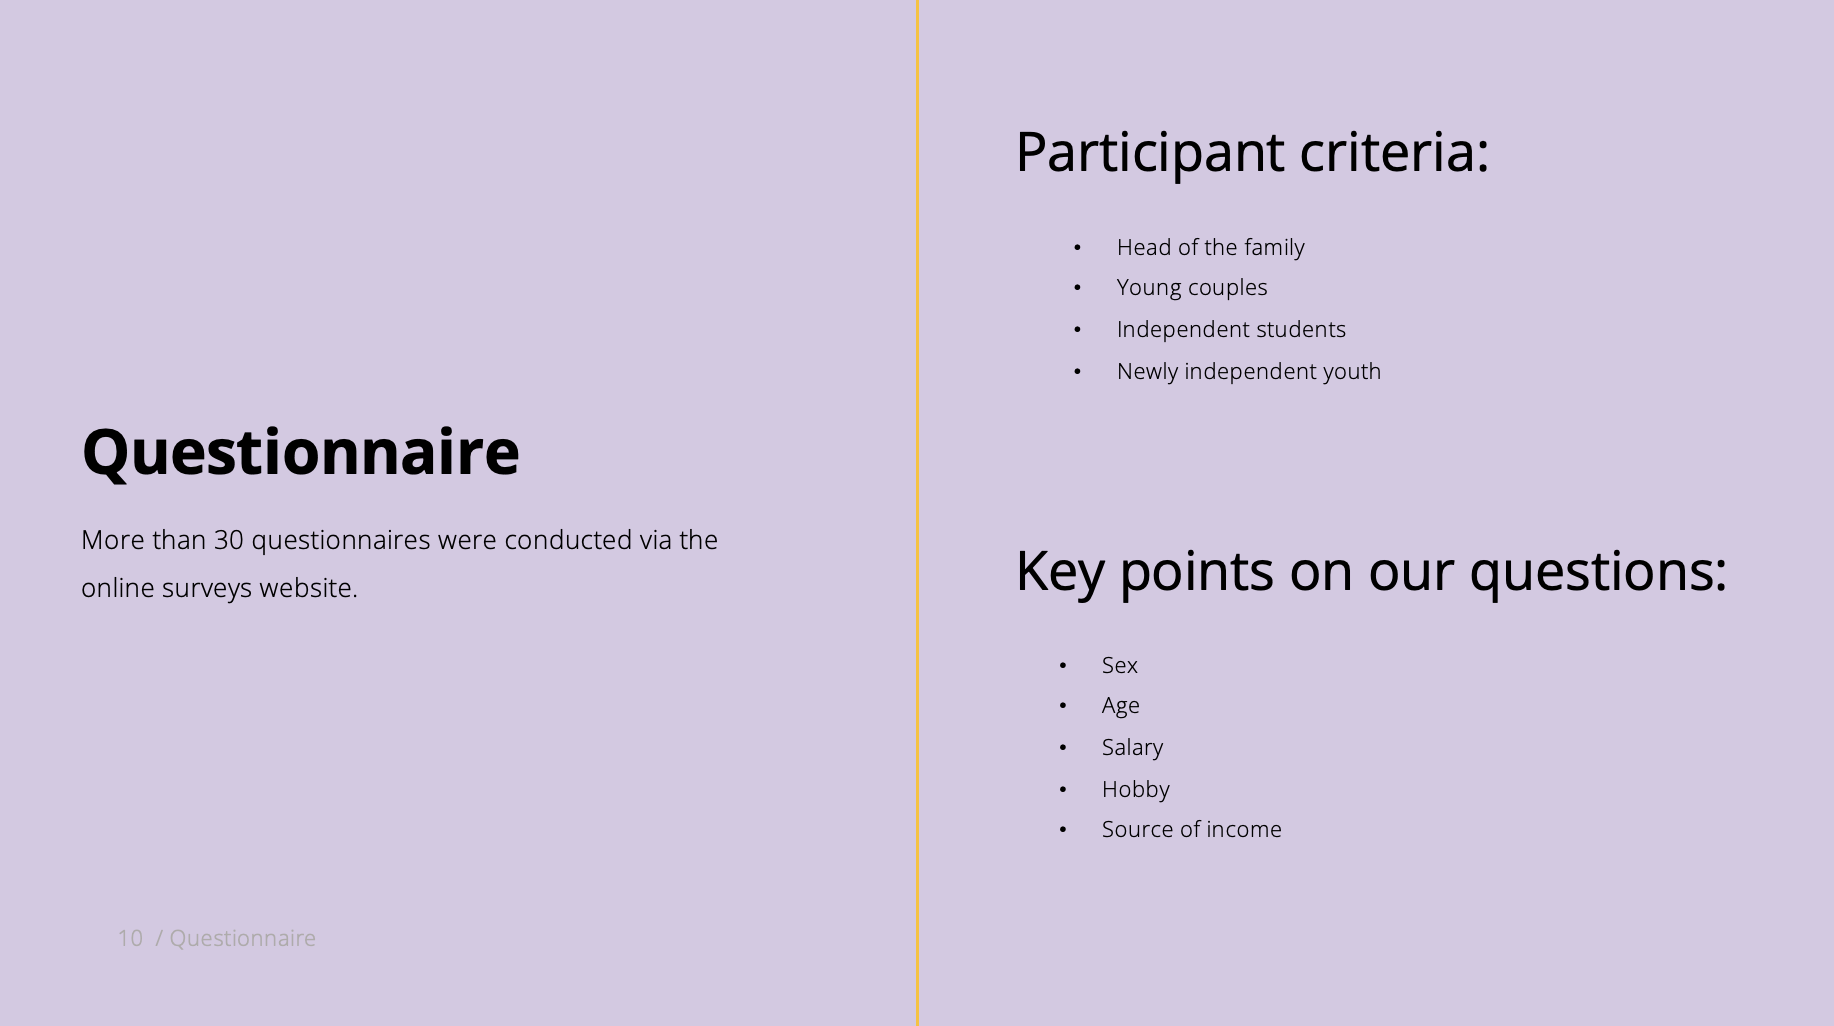 Questionnaire
More than 30 questionnaires were conducted via the
online surveys website.
10 / Questionnaire
Participant criteria:
• Head of the family
• Young couples
• Independent students
• Newly independent youth
Key points on our questions:
• Sex
• Age
• Salary
• Hobby
• Source of income